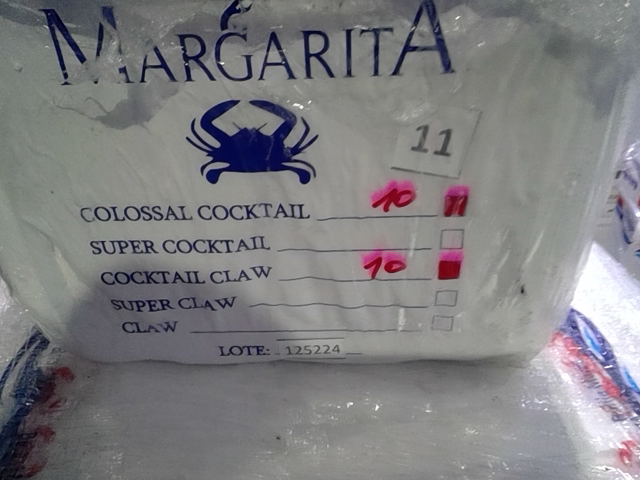 MARGARITA
11
COLOSSAL COCKTAIL 10
SUPER COCKTAIL
COCKTAIL CLAW 10
SUPER CLAW
CLAW
LOTE: 125224